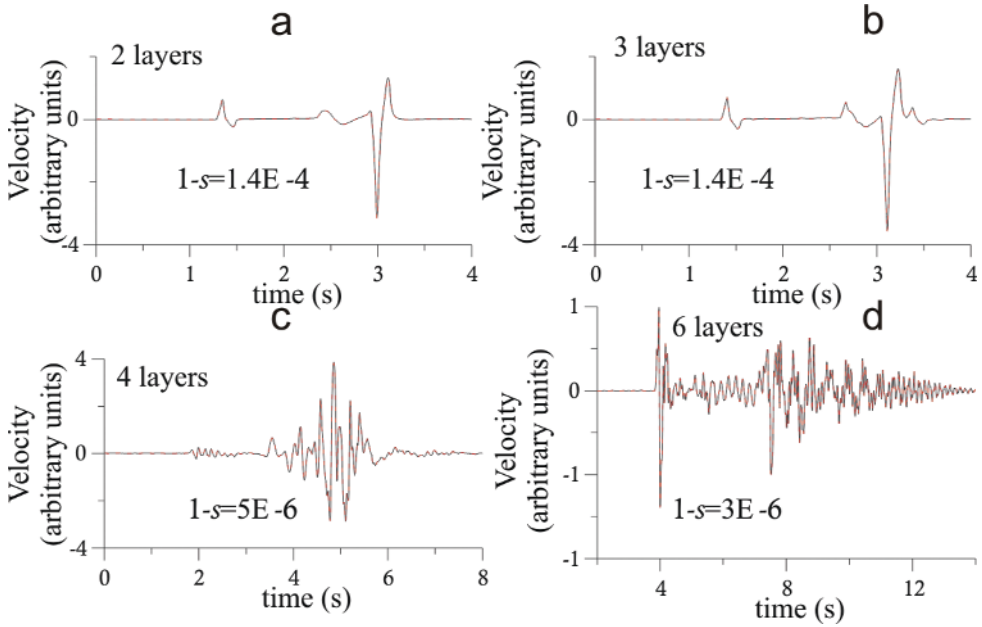 a
2 layers
Velocity
(arbitrary units)
0
-2
-4
1-s=1.4E -4
0 1 2 3 4
time (s)
b
3 layers
Velocity
(arbitrary units)
0
-2
-4
1-s=1.4E -4
0 1 2 3 4
time (s)
c
4 layers
Velocity
(arbitrary units)
4
0
-4
1-s=5E -6
0 2 4 6 8
time (s)
d
6 layers
Velocity
(arbitrary units)
1
0
-1
-1
1-s=3E -6
4 8 12
time (s)